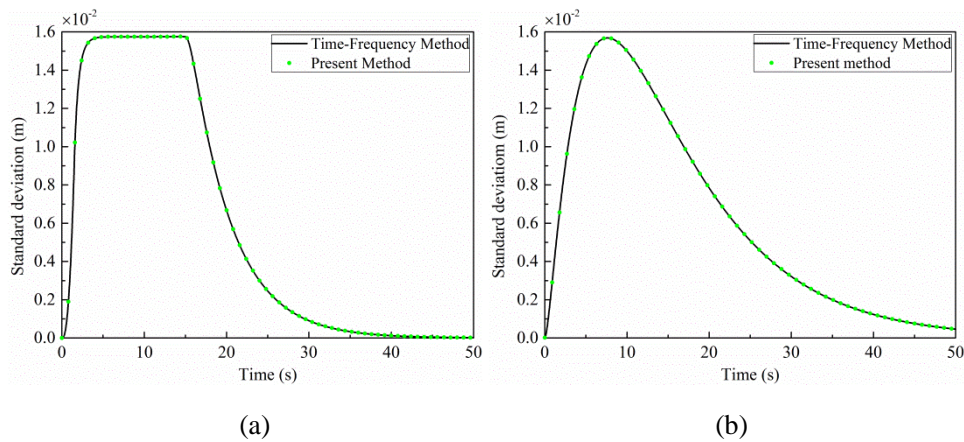 ×10⁻²
1.6
1.4
1.2
1.0
0.8
0.6
0.4
0.2
0.0
Standard deviation (m)
Time-Frequency Method
Present Method
0 10 20 30 40 50
Time (s)
(a)
×10⁻²
1.6
1.4
1.2
1.0
0.8
0.6
0.4
0.2
0.0
Standard deviatiom (m)
Time-Frequency Method
Present method
0 10 20 30 40 50
Time (s)
(b)